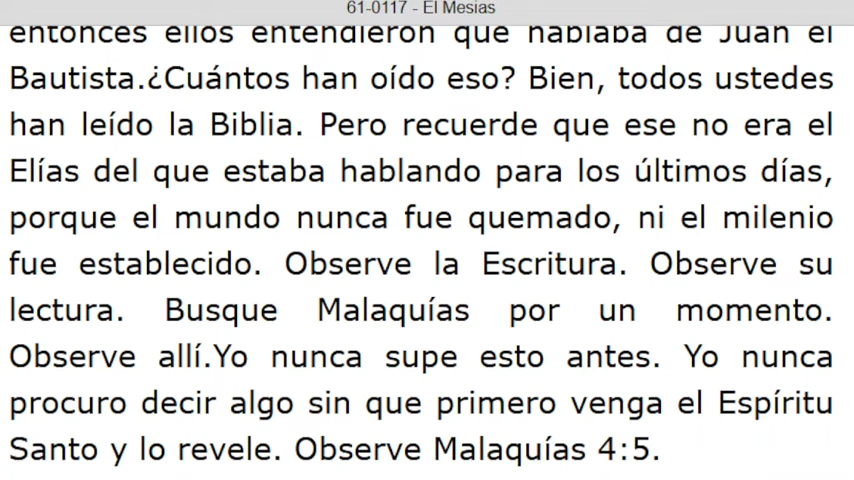 61-0117 - El Mesias
entonces ellos entendieron que hablaba de Juan el
Bautista.¿Cuántos han oído eso? Bien, todos ustedes
han leído la Biblia. Pero recuerde que ese no era el
Elías del que estaba hablando para los últimos días,
porque el mundo nunca fue quemado, ni el milenio
fue establecido. Observe la Escritura. Observe su
lectura. Busque Malaquías por un momento.
Observe allí.Yo nunca supe esto antes. Yo nunca
procuro decir algo sin que primero venga el Espíritu
Santo y lo revele. Observe Malaquías 4:5.